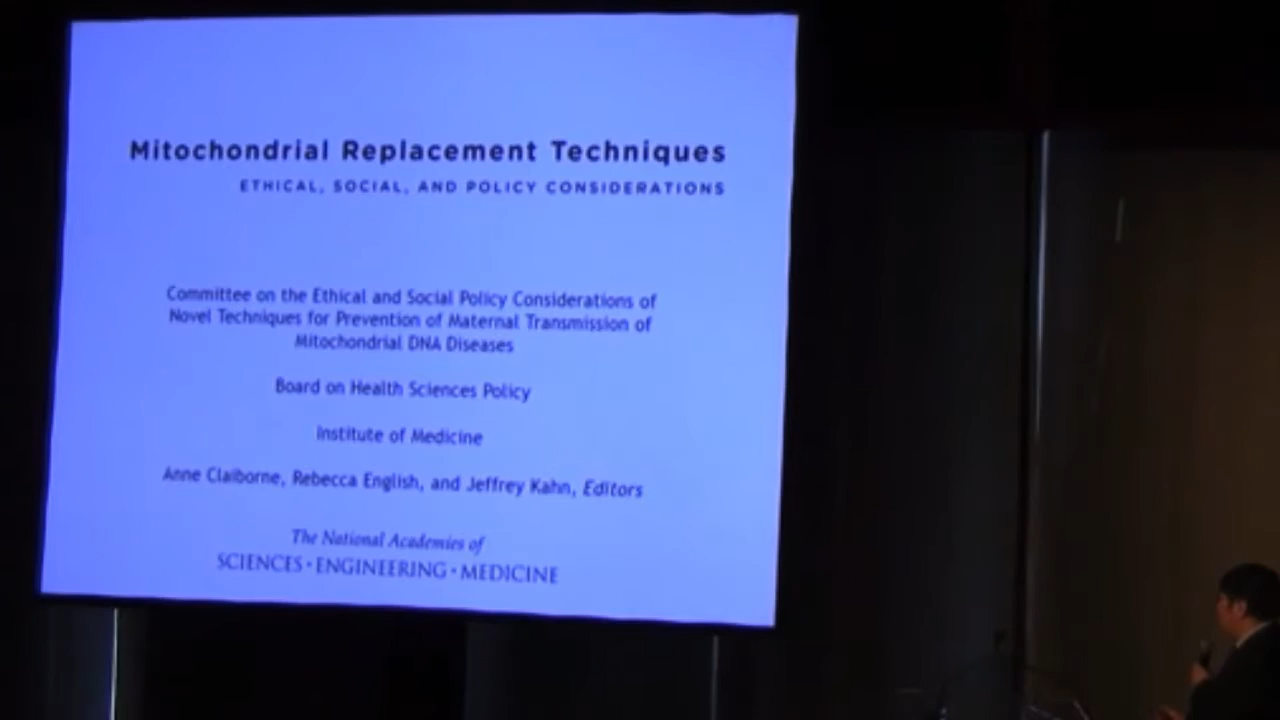 Mitochondrial Replacement Techniques
ETHICAL, SOCIAL, AND POLICY CONSIDERATIONS
Committee on the Ethical and Social Policy Considerations of
Novel Techniques for Prevention of Maternal Transmission of
Mitochondrial DNA Diseases
Board on Health Sciences Policy
Institute of Medicine
Anne Claiborne, Rebecca English, and Jeffrey Kahn, Editors
The National Academies of
SCIENCES · ENGINEERING · MEDICINE